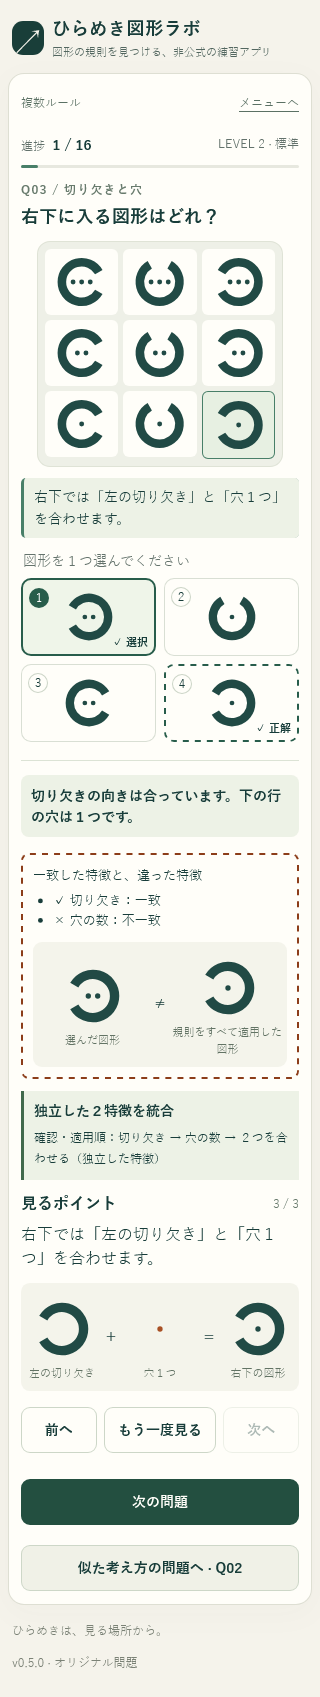 ひらめき図形ラボ
図形の規則を見つける、非公式の練習アプリ
複数ルール
メニューへ
進捗 1 / 16
LEVEL 2 · 標準
Q03 / 切り欠きと穴
右下に入る図形はどれ？
右下では「左の切り欠き」と「穴１つ」
を合わせます。
図形を１つ選んでください
1
✓ 選択
2
3
4
✓ 正解
切り欠きの向きは合っています。下の行
の穴は１つです。
一致した特徴と、違った特徴
• ✓ 切り欠き：一致
• × 穴の数：不一致
≠
選んだ図形
規則をすべて適用した
図形
独立した２特徴を統合
確認・適用順：切り欠き → 穴の数 → ２つを合
わせる（独立した特徴）
見るポイント
3 / 3
右下では「左の切り欠き」と「穴１
つ」を合わせます。
+
=
左の切り欠き
穴１つ
右下の図形
前へ
もう一度見る
次へ
次の問題
似た考え方の問題へ · Q02
ひらめきは、見る場所から。
v0.5.0 · オリジナル問題